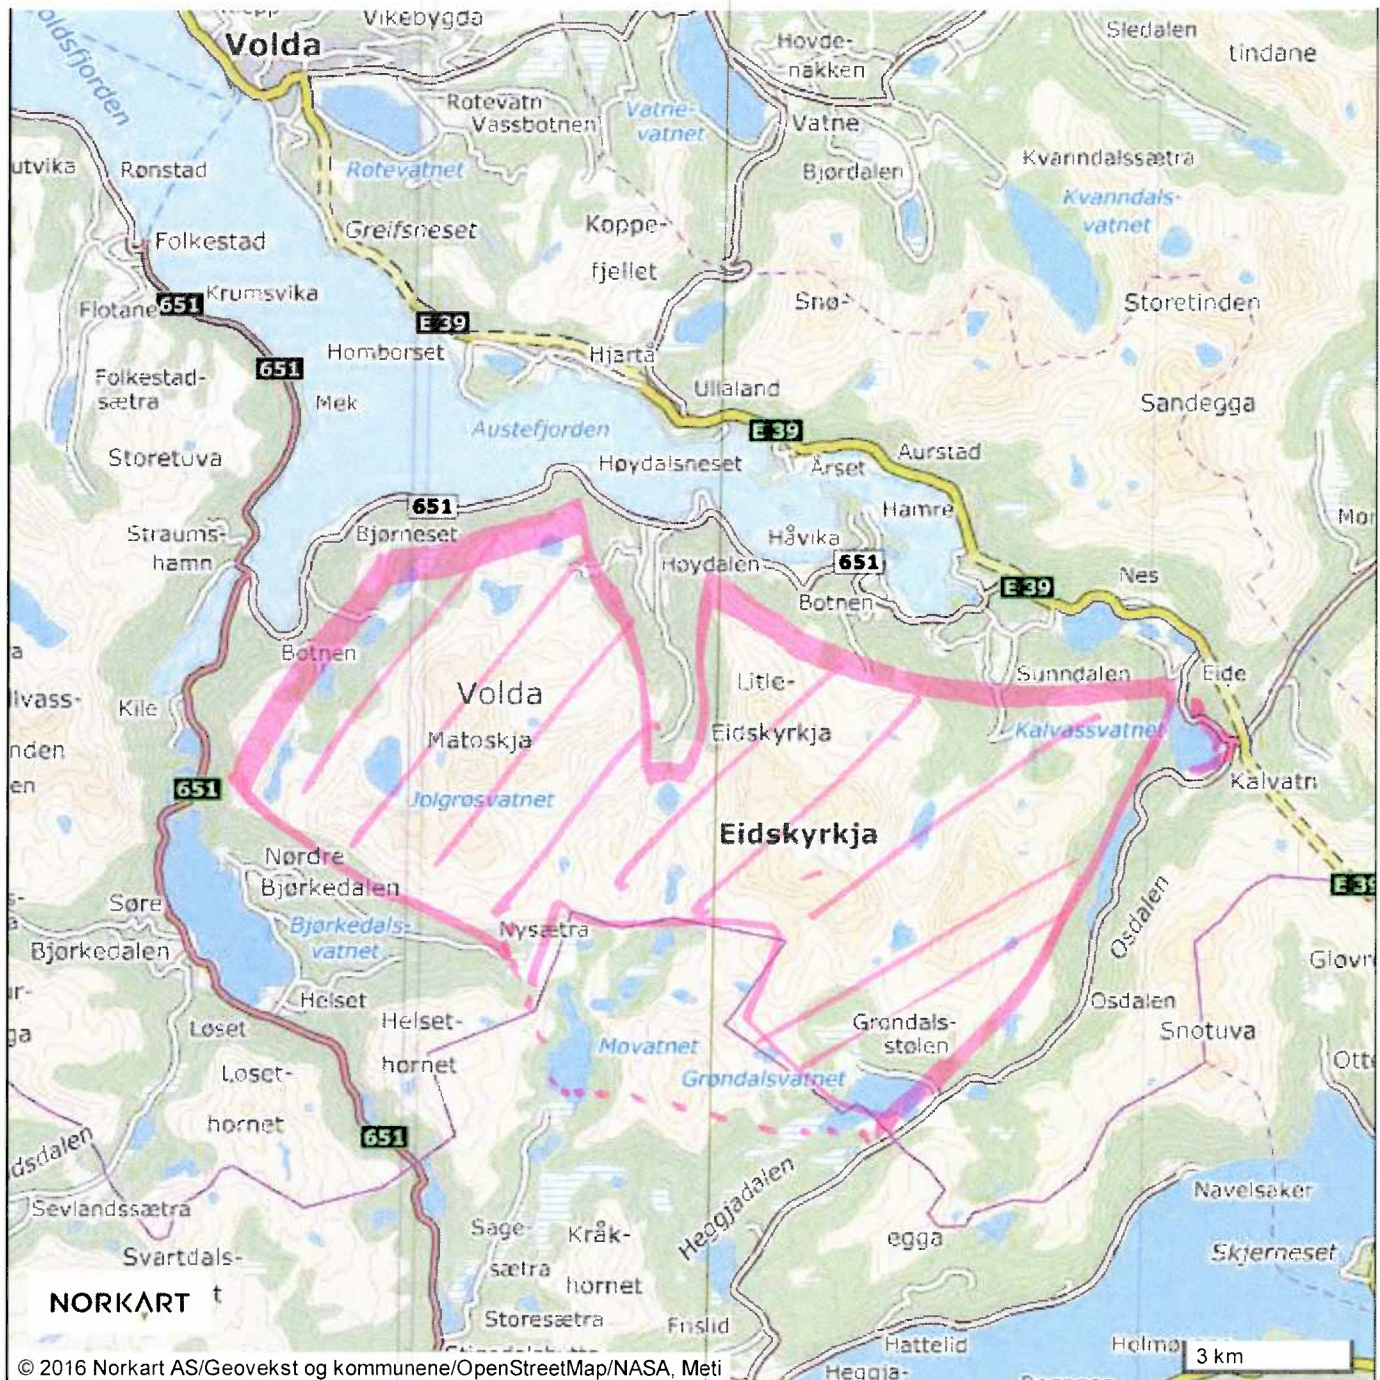 Vikebygda
Volda
Hovde-
nakken
Sledalen
tindane
Rotevatn
Vassbotnen
Vatne-
vatnet
Vatne
utvika
Rønstad
Rotevatnet
Bjørdalen
Kvanndalssætra
Kvanndals-
vatnet
Greifsneset
Koppe-
fjellet
Folkestad
Flotane
651
Krumsvika
E 39
Snø-
Storetinden
Homborset
Hjartå
651
Folkestad-
sætra
Mek
Ullaland
Sandegga
Austefjorden
E 39
Storetuva
Høydalsneset
Årset
Aurstad
651
Hamre
Straums-
hamn
Bjørneset
Håvika
Høydalen
651
E 39
Nes
Botnen
Botnen
Sunndalen
Eide
Kile
Volda
Litle-
Eidskyrkja
Matoskja
Kalvassvatnet
Kalvatn
651
Jolgrøsvatnet
Eidskyrkja
Nørdre
Bjørkedalen
E 39
Søre
Bjørkedalen
Bjørkedals-
vatnet
Nysætra
Osdalen
Helset
Osdalen
Løset
Helset-
hornet
Grøndals-
stølen
Snotuva
Movatnet
Løset-
hornet
Grøndalsvatnet
651
Heggjadalen
Navelsaker
Sevlandssætra
Sage-
sætra
Kråk-
hornet
egga
Skjerneset
Svartdals-
t
NORKART
Storesætra
Frislid
Hattelid
3 km
© 2016 Norkart AS/Geovekst og kommunene/OpenStreetMap/NASA, Meti
Heggja-